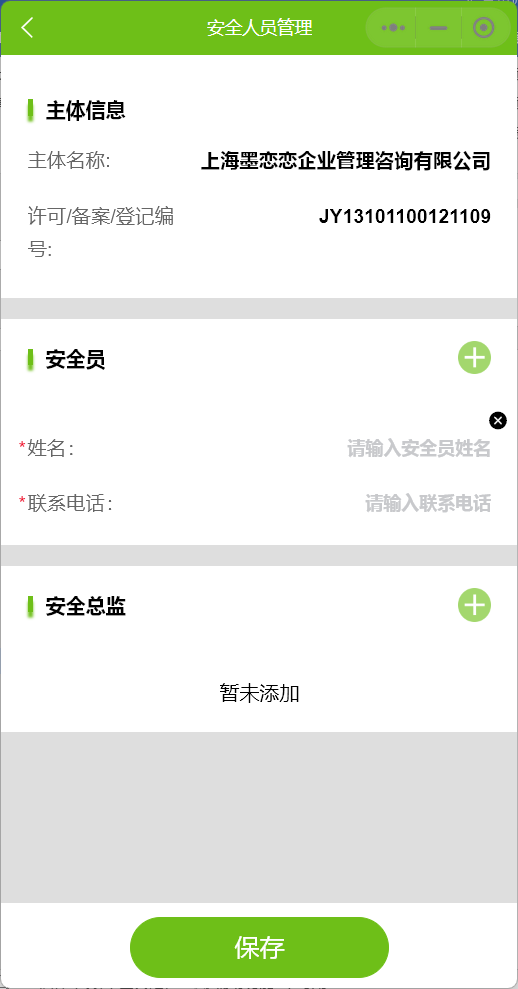 安全人员管理
主体信息
主体名称:
上海墨恋恋企业管理咨询有限公司
许可/备案/登记编
号:
JY13101100121109
安全员
*姓名:
请输入安全员姓名
*联系电话:
请输入联系电话
安全总监
暂未添加
保存